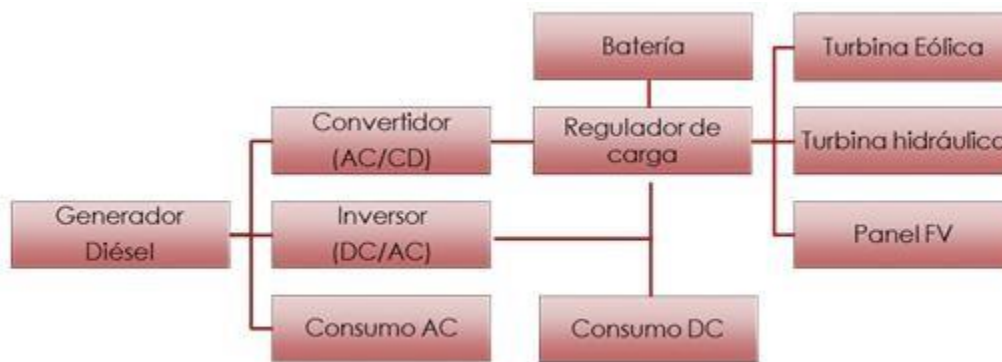 Batería
Turbina Eólica
Convertidor
(AC/CD)
Regulador de
carga
Turbina hidráulica
Generador
Diésel
Inversor
(DC/AC)
Panel FV
Consumo AC
Consumo DC